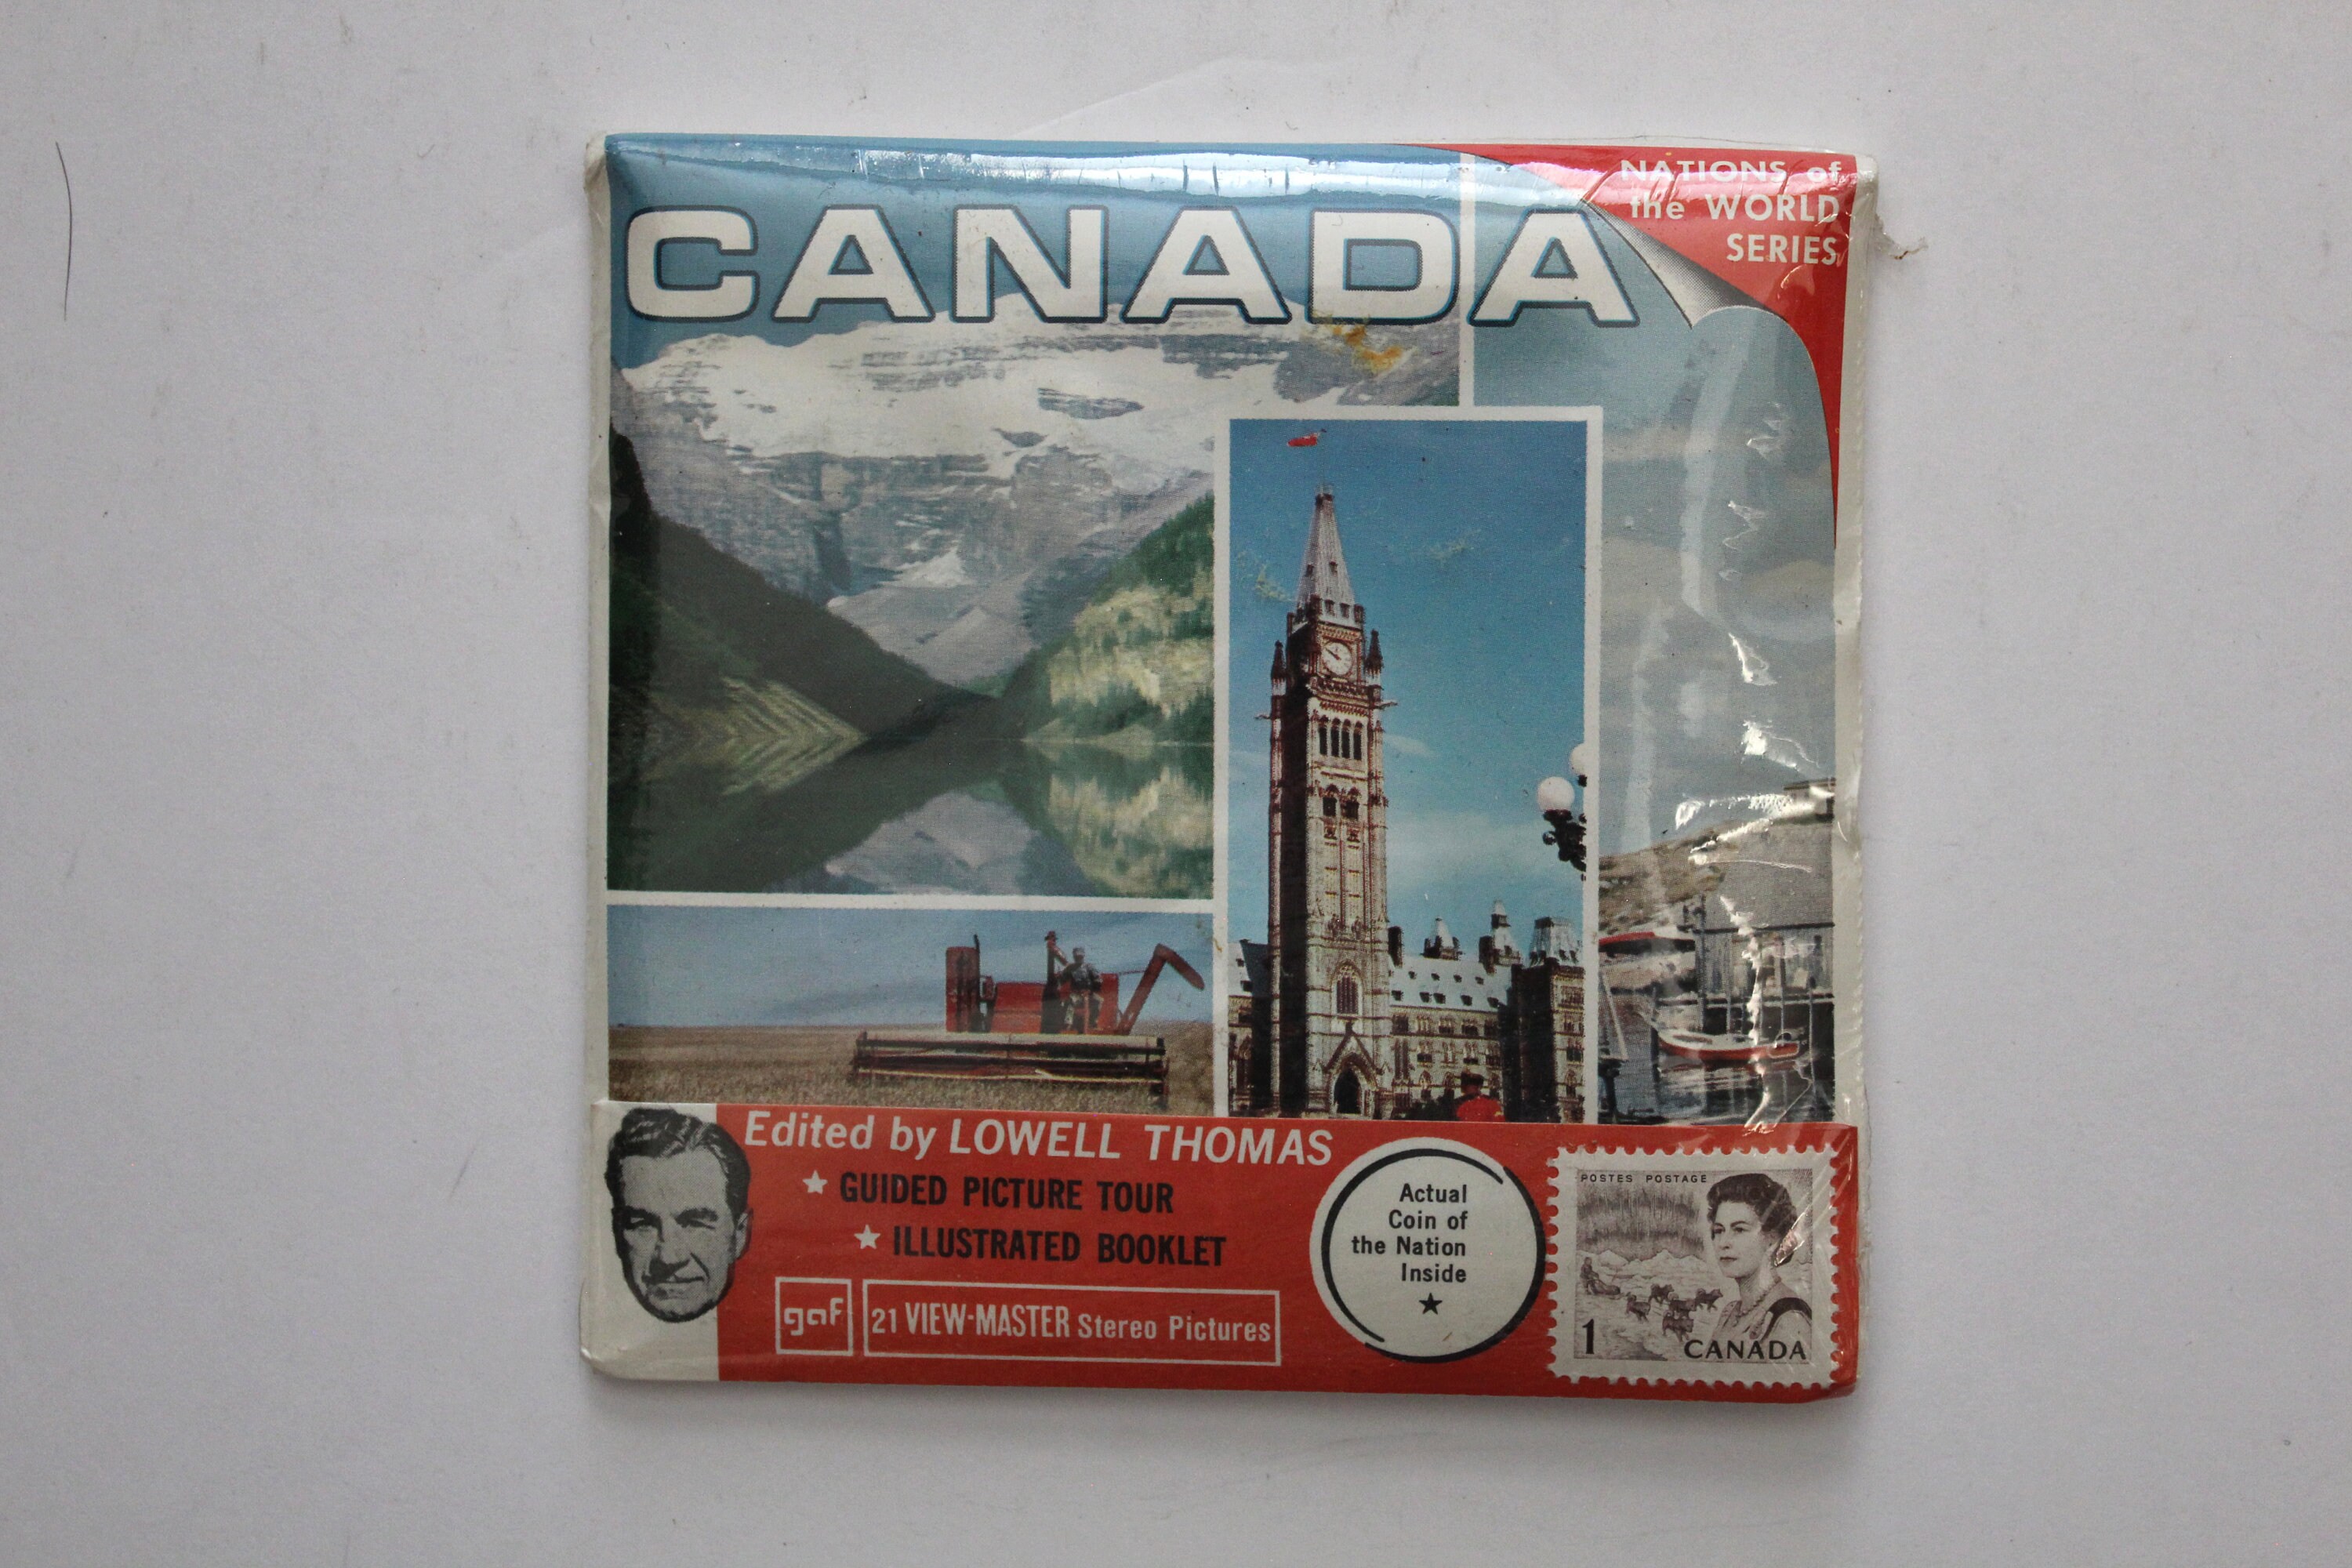 NATIONS of
the WORLD
SERIES
CANADA
Edited by LOWELL THOMAS
★ GUIDED PICTURE TOUR
★ ILLUSTRATED BOOKLET
gaf
21 VIEW-MASTER Stereo Pictures
Actual
Coin of
the Nation
Inside
★
POSTES POSTAGE
1
CANADA